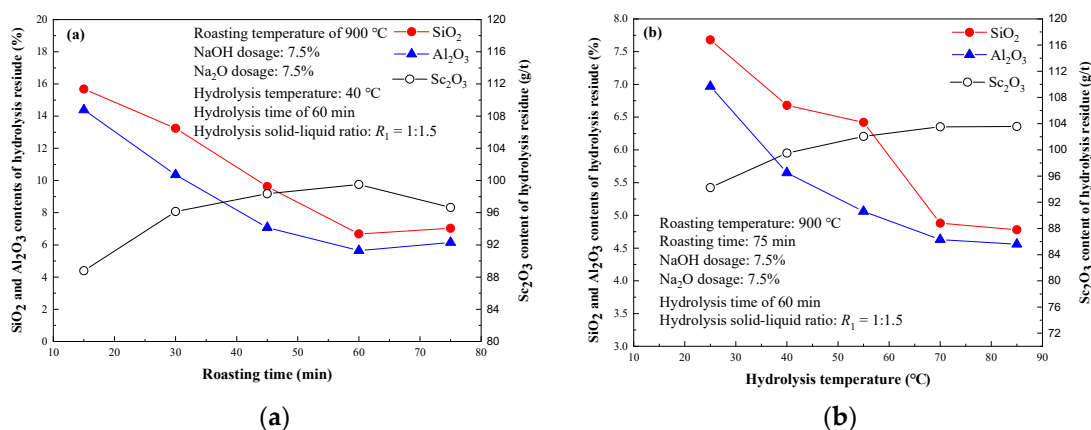 (a)
Roasting temperature of 900 °C
NaOH dosage: 7.5%
Na₂O dosage: 7.5%
Hydrolysis temperature: 40 °C
Hydrolysis time of 60 min
Hydrolysis solid-liquid ratio: R₁ = 1:1.5
SiO₂
Al₂O₃
Sc₂O₃
SiO₂ and Al₂O₃ contents of hydrolysis resiude (%)
20
18
16
14
12
10
8
6
4
2
0
Sc₂O₃ content of hydrolysis residue (g/t)
120
116
112
108
104
100
96
92
88
84
80
10 20 30 40 50 60 70 80
Roasting time (min)
(a)
(b)
SiO₂
Al₂O₃
Sc₂O₃
Roasting temperature: 900 °C
Roasting time: 75 min
NaOH dosage: 7.5%
Na₂O dosage: 7.5%
Hydrolysis time of 60 min
Hydrolysis solid-liquid ratio: R₁ = 1:1.5
SiO₂ and Al₂O₃ contents of hydrolysis resiude (%)
8.0
7.5
7.0
6.5
6.0
5.5
5.0
4.5
4.0
3.5
3.0
Sc₂O₃ content of hydrolysis residue (g/t)
120
116
112
108
104
100
96
92
88
84
80
76
72
10 20 30 40 50 60 70 80 90
Hydrolysis temperature (°C)
(b)